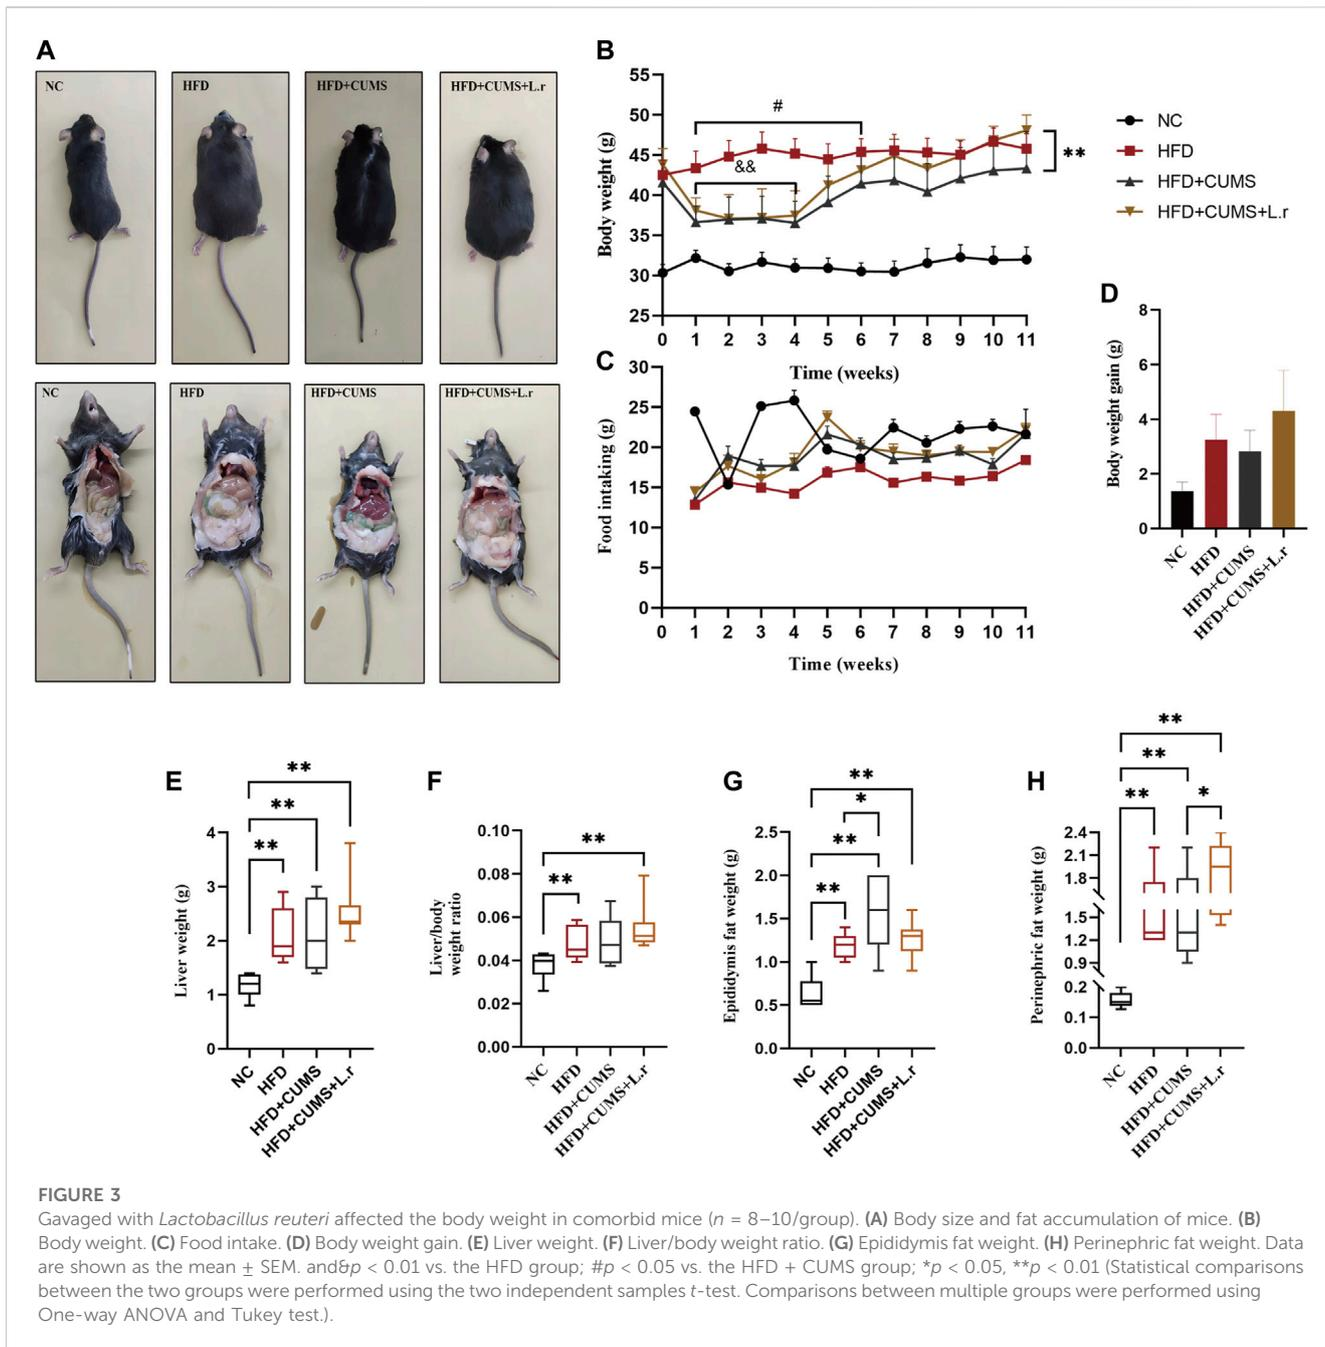 A
NC
HFD
HFD+CUMS
HFD+CUMS+L.r
NC
HFD
HFD+CUMS
HFD+CUMS+L.r
B
Body weight (g)
55
50
45
40
35
30
25
#
&&
**
0 1 2 3 4 5 6 7 8 9 10 11
Time (weeks)
NC
HFD
HFD+CUMS
HFD+CUMS+L.r
C
Food intaking (g)
30
25
20
15
10
5
0
0 1 2 3 4 5 6 7 8 9 10 11
Time (weeks)
D
Body weight gain (g)
8
6
4
2
0
NC
HFD
HFD+CUMS
HFD+CUMS+L.r
E
Liver weight (g)
4
3
2
1
0
**
**
**
NC
HFD
HFD+CUMS
HFD+CUMS+L.r
F
Liver/body
weight ratio
0.10
0.08
0.06
0.04
0.02
0.00
**
**
NC
HFD
HFD+CUMS
HFD+CUMS+L.r
G
Epididymis fat weight (g)
2.5
2.0
1.5
1.0
0.5
0.0
**
*
**
**
NC
HFD
HFD+CUMS
HFD+CUMS+L.r
H
Perinephric fat weight (g)
2.4
2.1
1.8
1.5
1.2
0.9
0.2
0.1
0.0
**
**
**
*
NC
HFD
HFD+CUMS
HFD+CUMS+L.r
FIGURE 3
Gavaged with Lactobacillus reuteri affected the body weight in comorbid mice (n = 8–10/group). (A) Body size and fat accumulation of mice. (B)
Body weight. (C) Food intake. (D) Body weight gain. (E) Liver weight. (F) Liver/body weight ratio. (G) Epididymis fat weight. (H) Perinephric fat weight. Data
are shown as the mean ± SEM. and&p < 0.01 vs. the HFD group; #p < 0.05 vs. the HFD + CUMS group; *p < 0.05, **p < 0.01 (Statistical comparisons
between the two groups were performed using the two independent samples t-test. Comparisons between multiple groups were performed using
One-way ANOVA and Tukey test.).